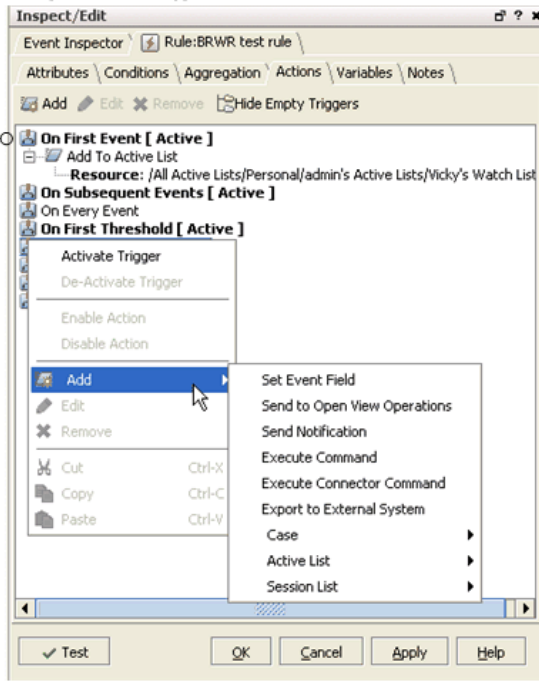 Inspect/Edit
Event Inspector Rule:BRWR test rule
Attributes Conditions Aggregation Actions Variables Notes
Add Edit Remove Hide Empty Triggers
On First Event [ Active ]
Add To Active List
Resource: /All Active Lists/Personal/admin's Active Lists/Vicky's Watch List
On Subsequent Events [ Active ]
On Every Event
On First Threshold [ Active ]
Activate Trigger
De-Activate Trigger
Enable Action
Disable Action
Add
Edit
Remove
Cut Ctrl-X
Copy Ctrl-C
Paste Ctrl-V
Set Event Field
Send to Open View Operations
Send Notification
Execute Command
Execute Connector Command
Export to External System
Case
Active List
Session List
Test OK Cancel Apply Help